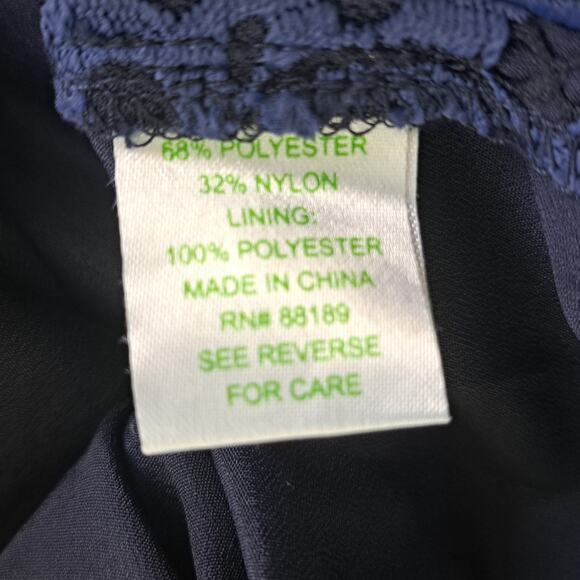 68% POLYESTER
32% NYLON
LINING:
100% POLYESTER
MADE IN CHINA
RN# 88189
SEE REVERSE
FOR CARE